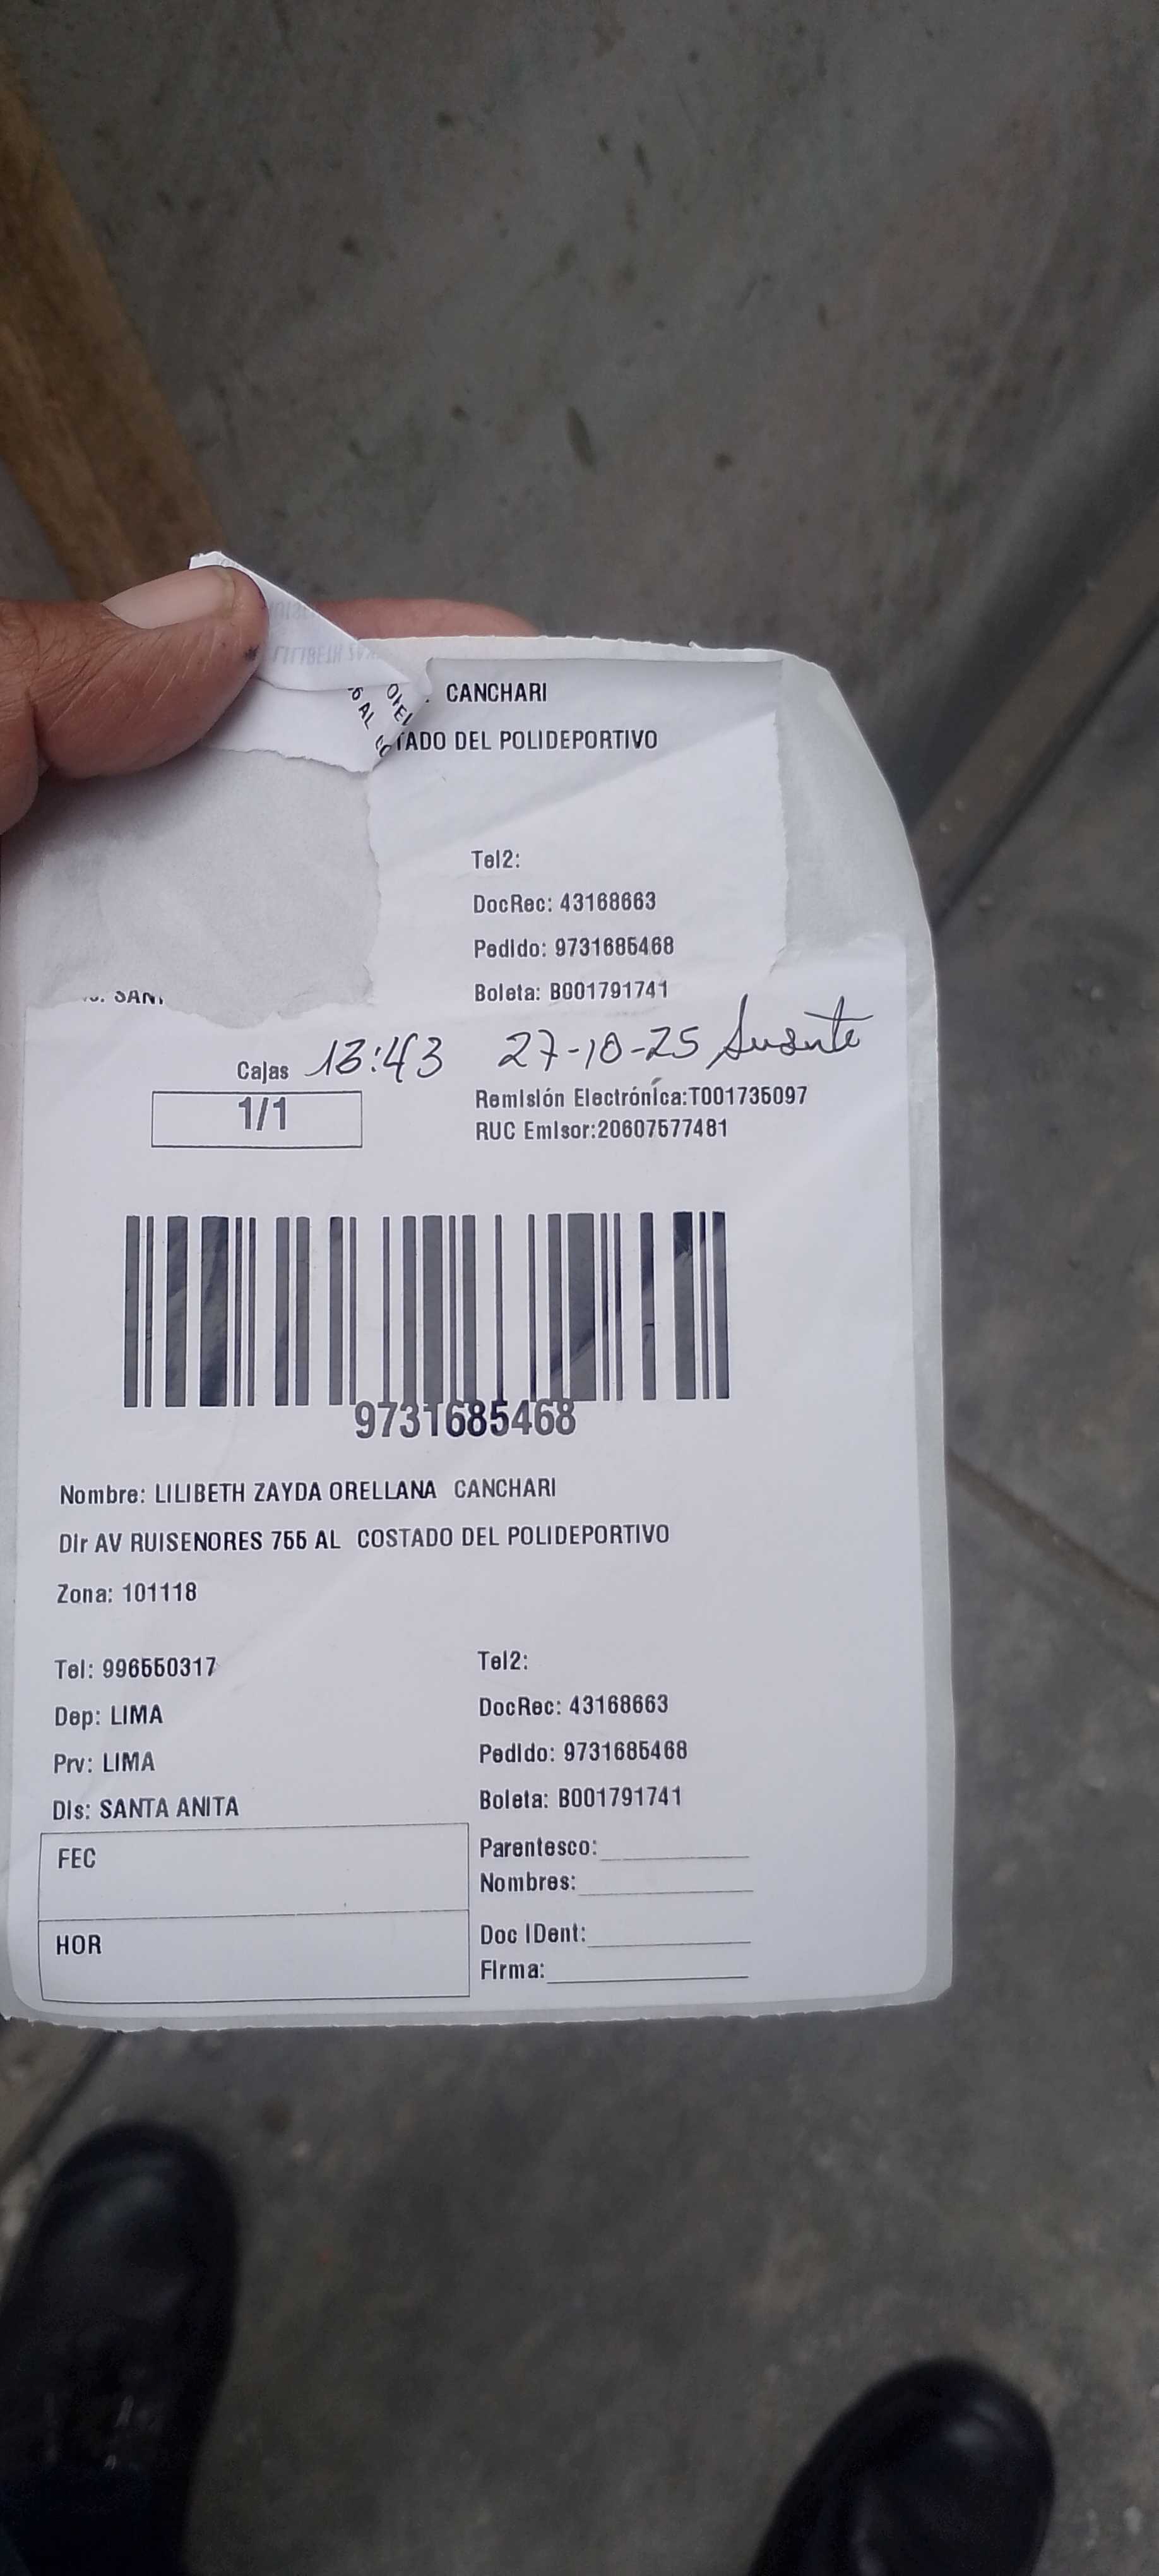 CANCHARI
TADO DEL POLIDEPORTIVO
Tel2:
DocRec: 43168663
Pedido: 9731685468
Boleta: B001791741
SANT
Cajas 13:43 27-10-25
1/1
Remisión Electrónica:T001735097
RUC Emisor:20607577481
9731685468
Nombre: LILIBETH ZAYDA ORELLANA CANCHARI
Dir AV RUISENORES 755 AL COSTADO DEL POLIDEPORTIVO
Zona: 101118
Tel: 996550317
Tel2:
Dep: LIMA
DocRec: 43168663
Prv: LIMA
Pedido: 9731685468
Dis: SANTA ANITA
Boleta: B001791741
FEC
Parentesco:
Nombres:
HOR
Doc IDent:
Firma: